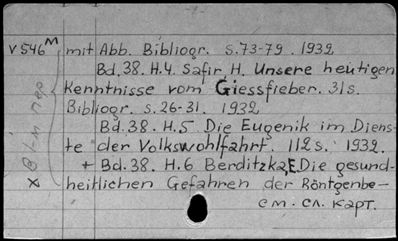 V 546 м mit Abb. Bibliogr. S. 73-79. 1932
Bd. 38. H. 4. Safir, H. Unsere heutigen
Kenntnisse vom Giessfieber. 31 s.
Bibliogr. S. 26-31. 1932
Bd. 38. H. 5 Die Eugenik im Diens-
te der Volkswohlfahrt. 112 s. 1932.
+ Bd. 38. H. 6 Berditzka, E. Die gesund-
heitlichen Gefahren der Röntgenbe-
см. сл. карт.